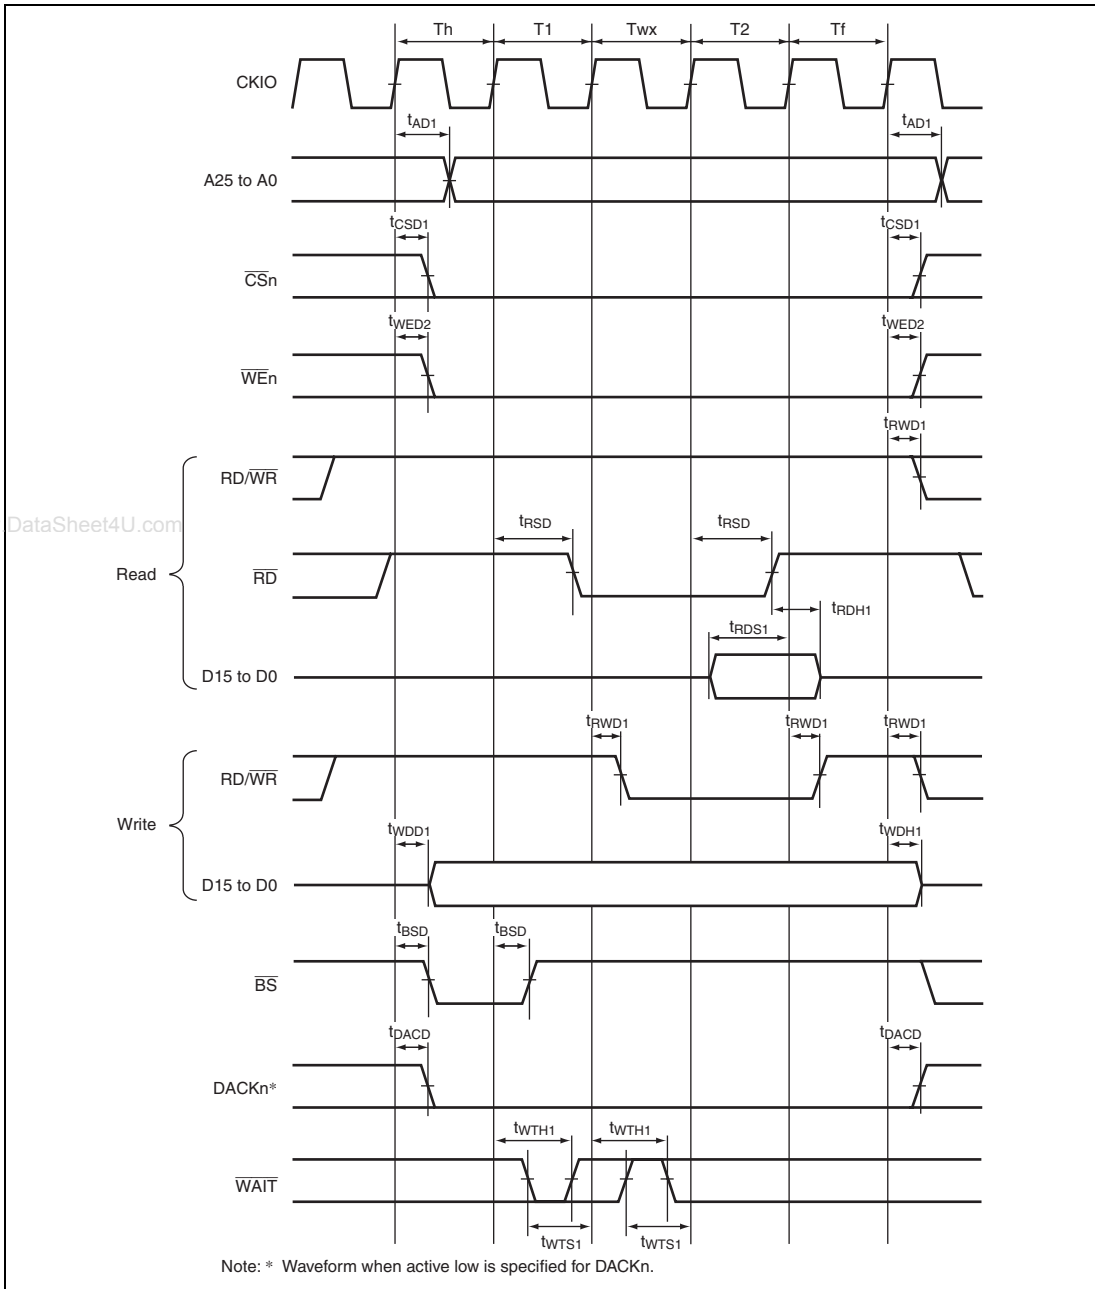 Th T1 Twx T2 Tf
CKIO
tAD1 tAD1
A25 to A0
tCSD1 tCSD1
CSn
tWED2 tWED2
WEn
tRWD1
RD/WR
DataSheet4U.com
tRSD tRSD
Read
RD
tRDH1
tRDS1
D15 to D0
tRWD1 tRWD1 tRWD1
RD/WR
Write
tWDD1 tWDH1
D15 to D0
tBSD tBSD
BS
tDACD tDACD
DACKn*
tWTH1 tWTH1
WAIT
tWTS1 tWTS1
Note: * Waveform when active low is specified for DACKn.